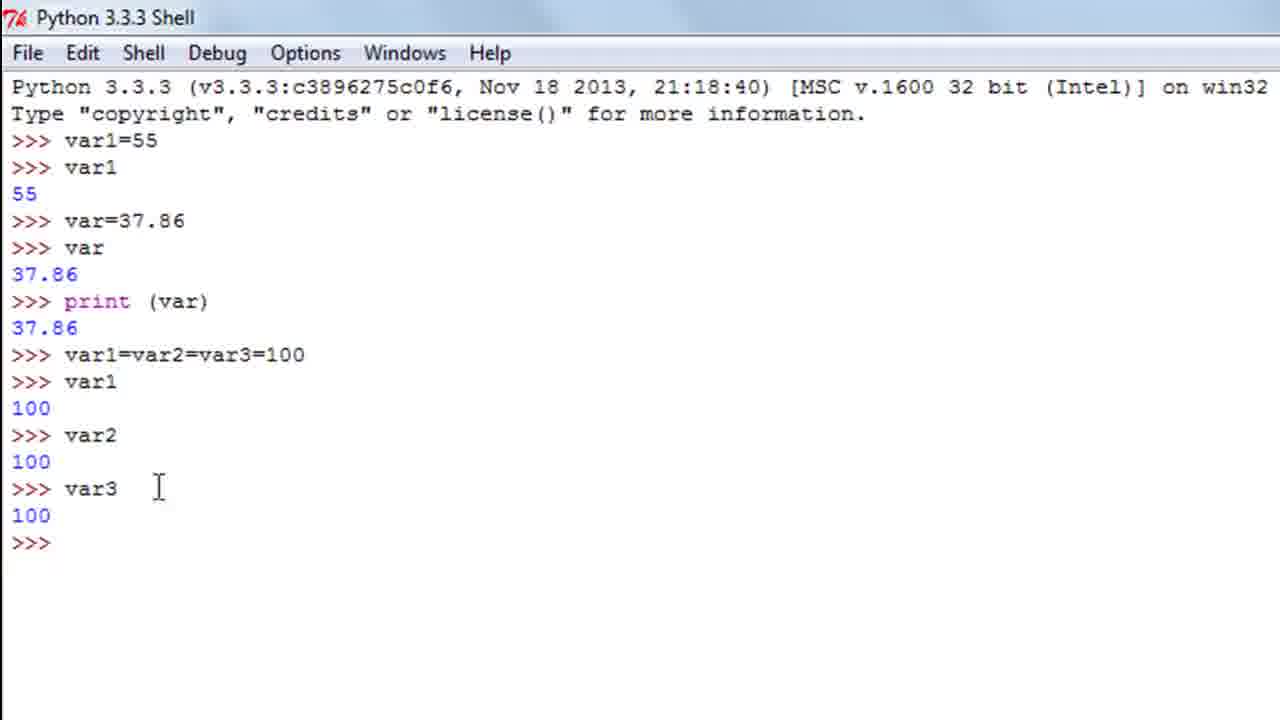 Python 3.3.3 Shell
File Edit Shell Debug Options Windows Help
Python 3.3.3 (v3.3.3:c3896275c0f6, Nov 18 2013, 21:18:40) [MSC v.1600 32 bit (Intel)] on win32
Type "copyright", "credits" or "license()" for more information.
>>> var1=55
>>> var1
55
>>> var=37.86
>>> var
37.86
>>> print (var)
37.86
>>> var1=var2=var3=100
>>> var1
100
>>> var2
100
>>> var3
100
>>>